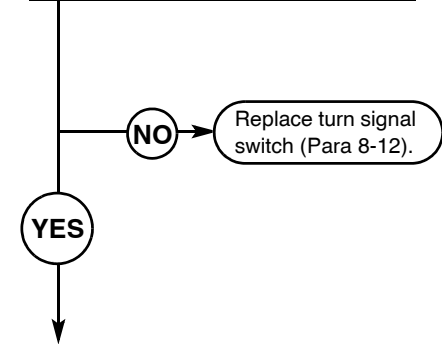 NO
Replace turn signal
switch (Para 8-12).
YES